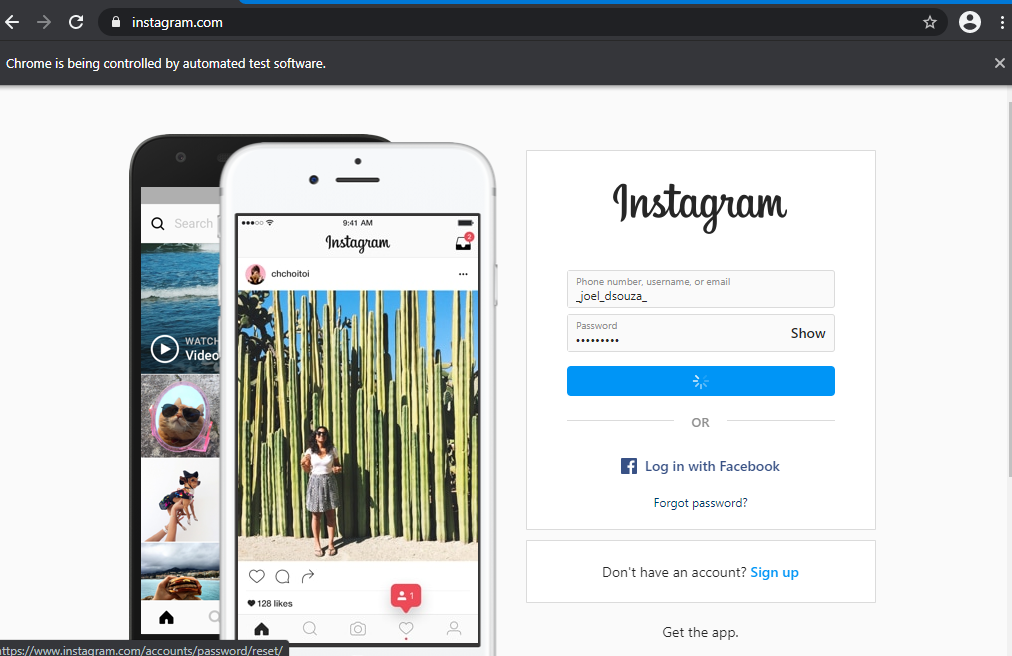 instagram.com
Chrome is being controlled by automated test software.
Search
WATCH
Video
9:41 AM
Instagram
2
chchoitoi
128 likes
1
Instagram
Phone number, username, or email
_joel_dsouza_
Password
•••••••••
Show
OR
Log in with Facebook
Forgot password?
Don't have an account? Sign up
Get the app.
https://www.instagram.com/accounts/password/reset/